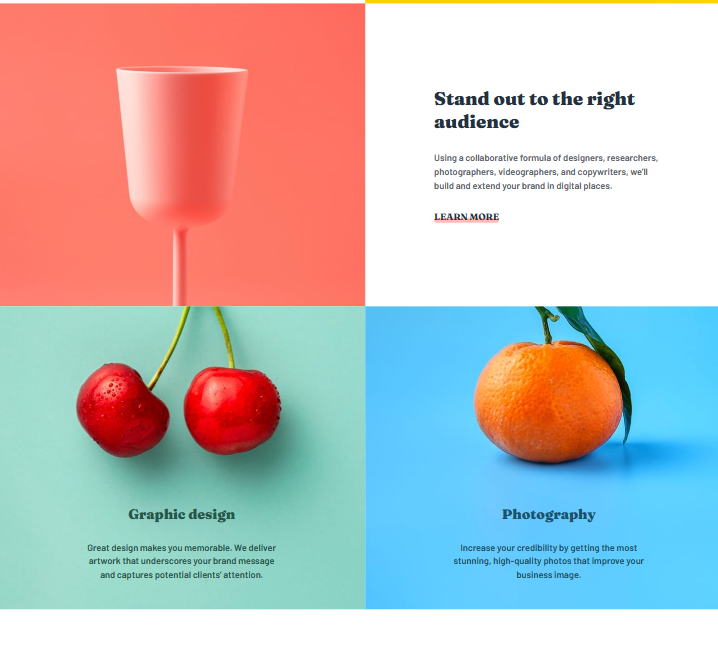 Stand out to the right
audience
Using a collaborative formula of designers, researchers,
photographers, videographers, and copywriters, we'll
build and extend your brand in digital places.
LEARN MORE
Graphic design
Great design makes you memorable. We deliver
artwork that underscores your brand message
and captures potential clients' attention.
Photography
Increase your credibility by getting the most
stunning, high-quality photos that improve your
business image.